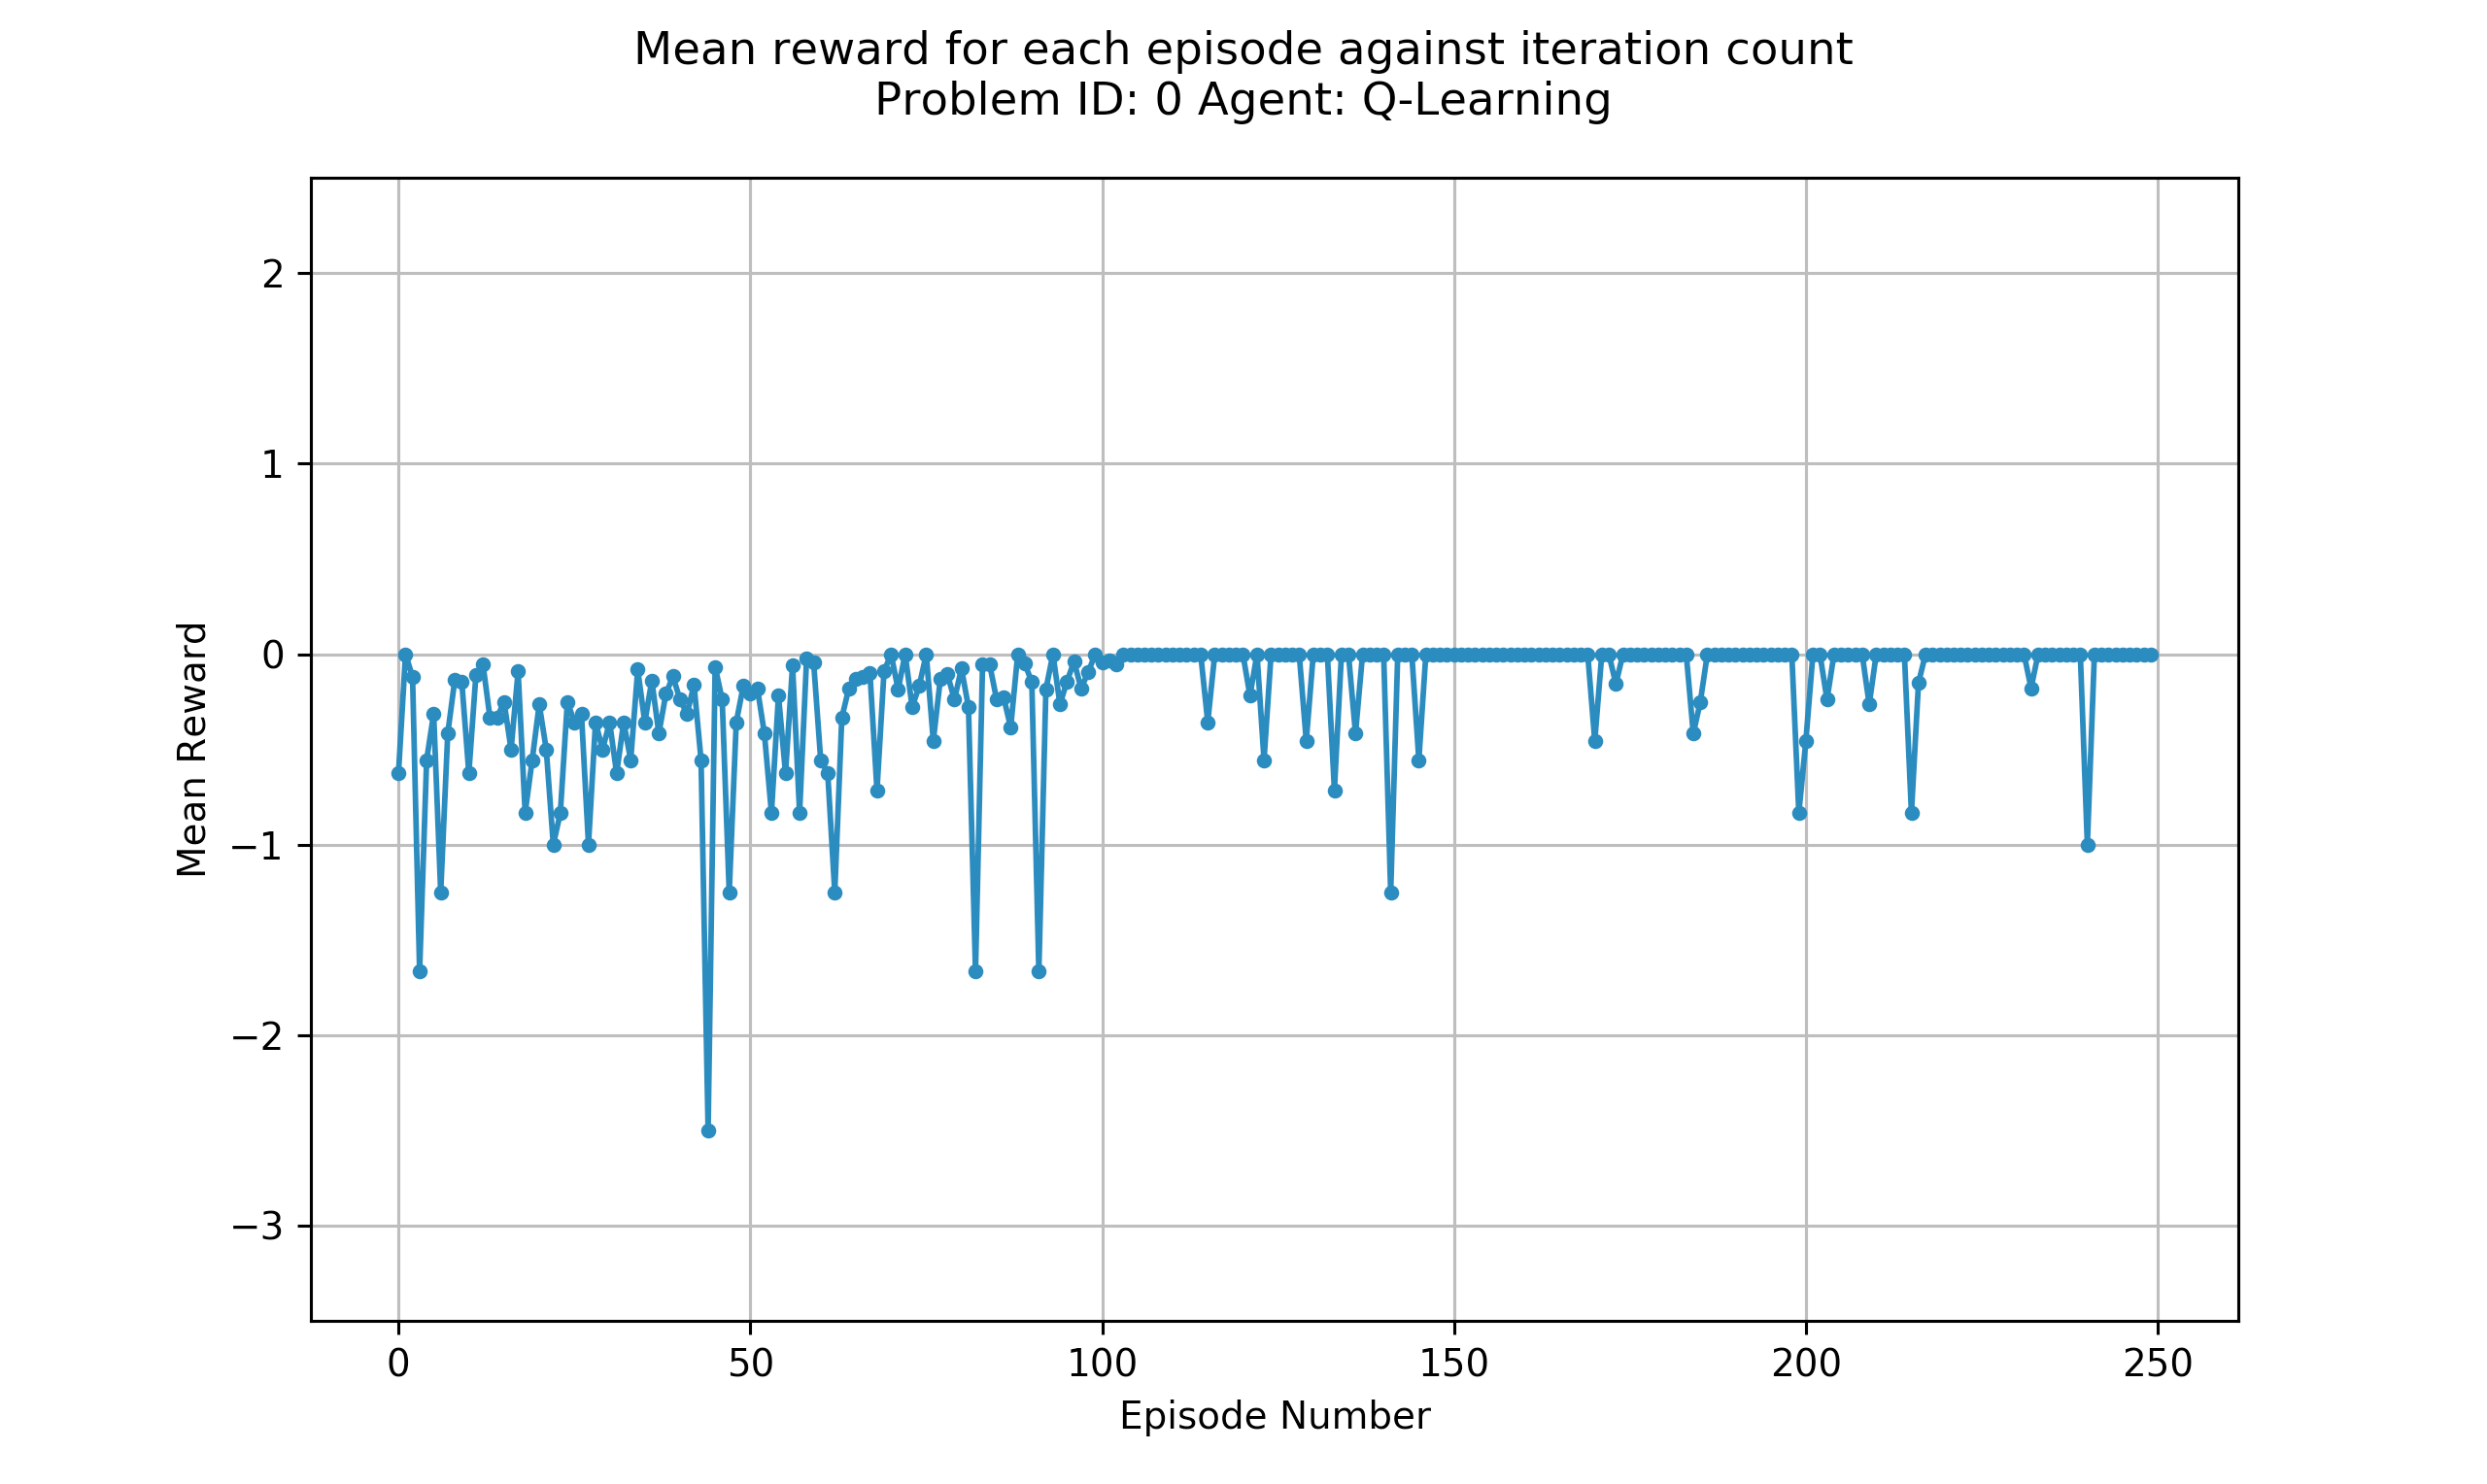 Mean reward for each episode against iteration count
Problem ID: 0 Agent: Q-Learning
2
1
0
−1
−2
−3
Mean Reward
0 50 100 150 200 250
Episode Number